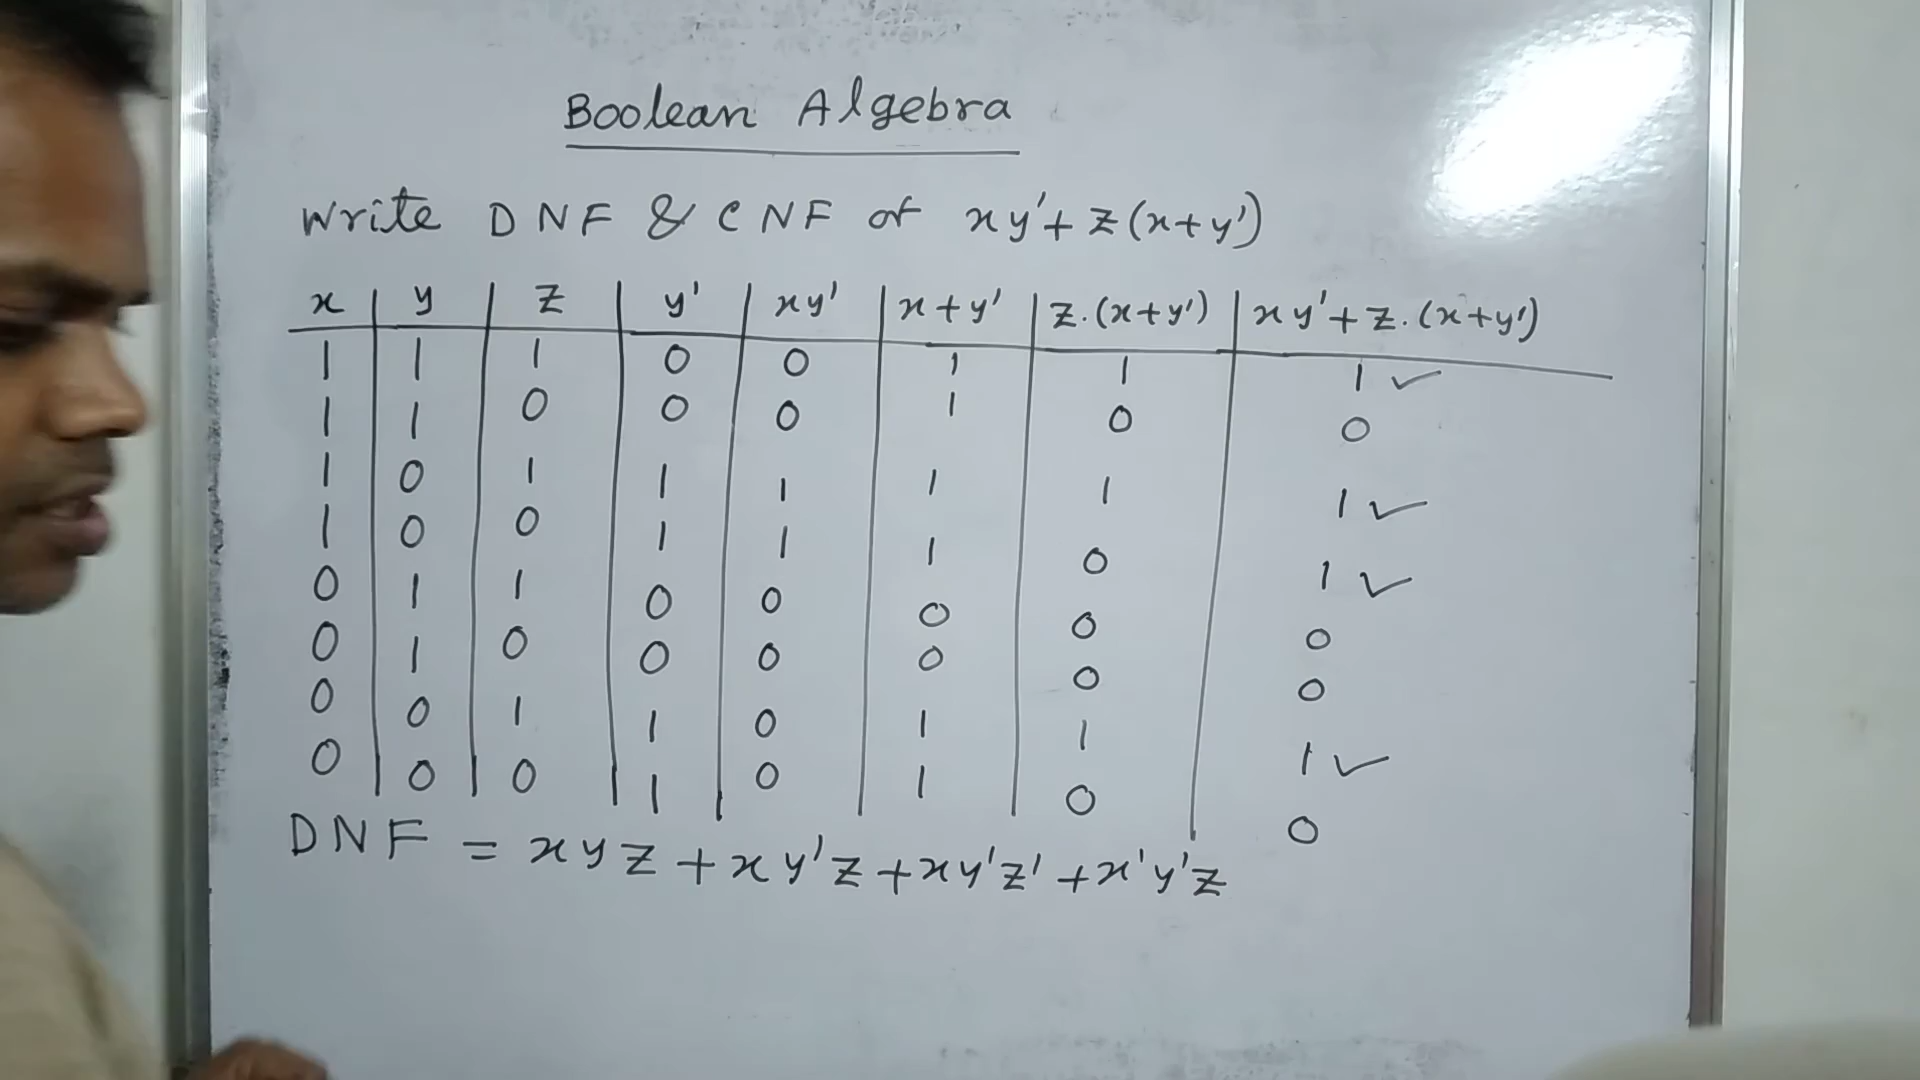 Boolean Algebra
Write DNF & CNF of xy'+z(x+y')
x | y | z | y' | xy' | x+y' | z.(x+y') | xy'+z.(x+y')
1 | 1 | 1 | 0 | 0 | 1 | 1 | 1 ✓
1 | 1 | 0 | 0 | 0 | 1 | 0 | 0
1 | 0 | 1 | 1 | 1 | 1 | 1 | 1 ✓
1 | 0 | 0 | 1 | 1 | 1 | 0 | 1 ✓
0 | 1 | 1 | 0 | 0 | 0 | 0 | 0
0 | 1 | 0 | 0 | 0 | 0 | 0 | 0
0 | 0 | 1 | 1 | 0 | 1 | 1 | 1 ✓
0 | 0 | 0 | 1 | 0 | 1 | 0 | 0
DNF = xyz+xy'z+xy'z'+x'y'z